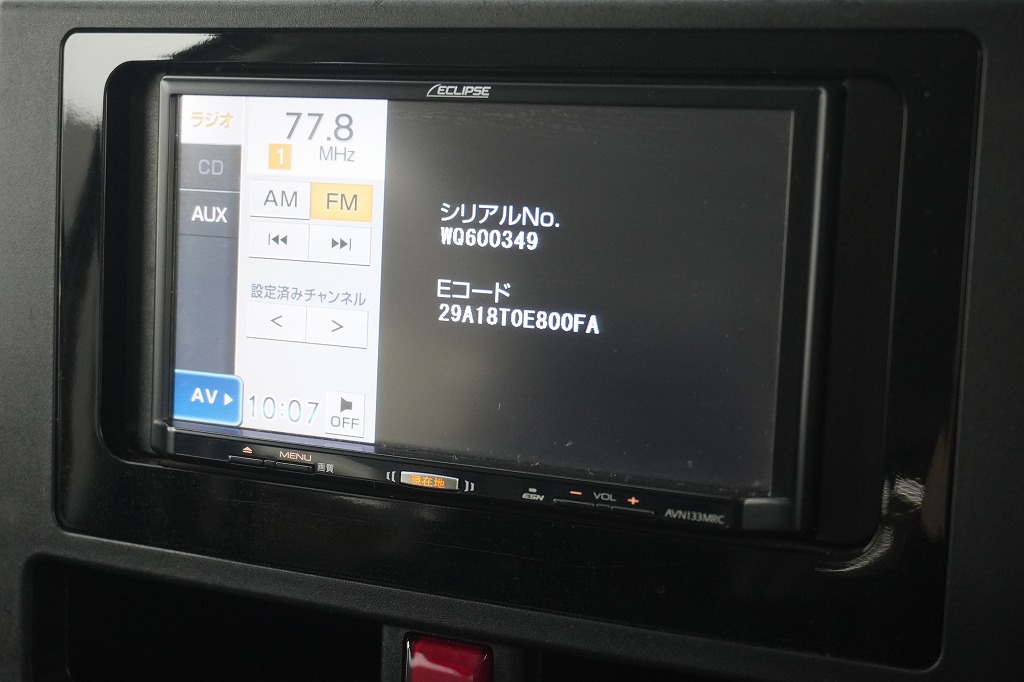 ECLIPSE
ラジオ
77.8
1
MHz
CD
AM
FM
AUX
設定済みチャンネル
<
>
AV
10:07
OFF
シリアルNo.
WQ600349
Eコード
29A18T0E800FA
MENU
画質
現在地
ESN
VOL
AVN133MRC